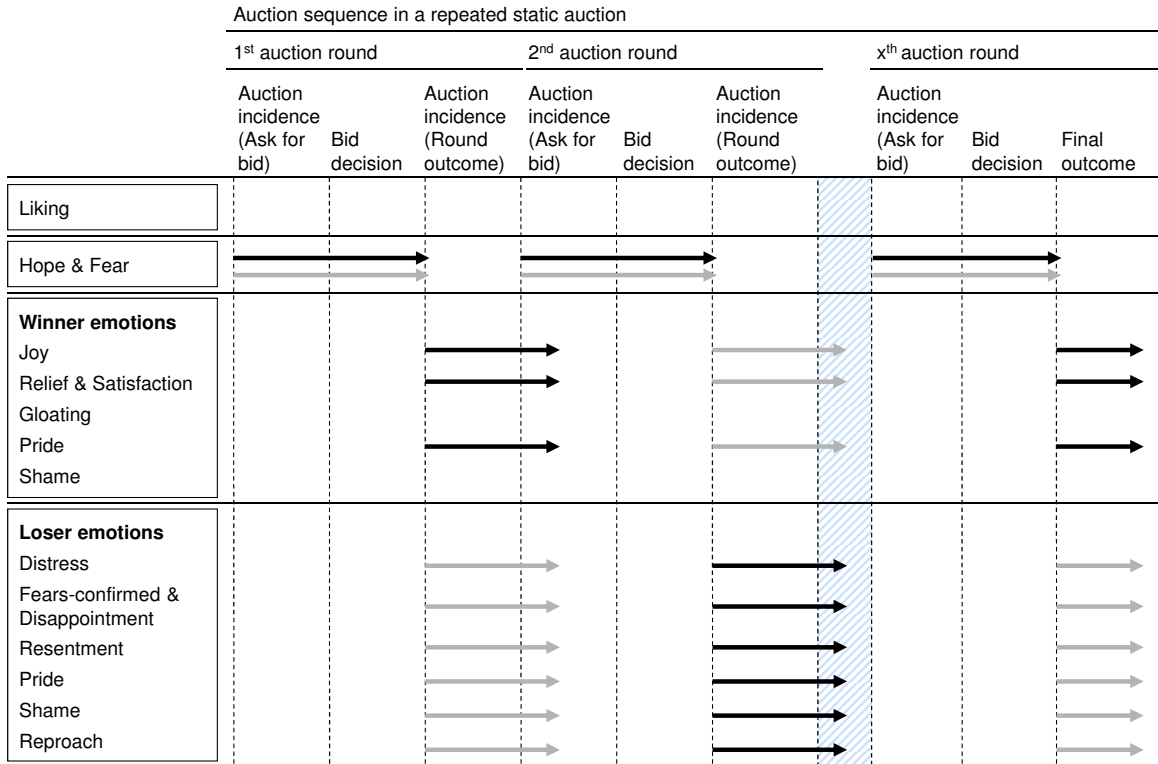 Auction sequence in a repeated static auction
1st auction round
2nd auction round
xth auction round
Auction
incidence
(Ask for
bid)
Bid
decision
Auction
incidence
(Round
outcome)
Auction
incidence
(Ask for
bid)
Bid
decision
Auction
incidence
(Round
outcome)
Auction
incidence
(Ask for
bid)
Bid
decision
Final
outcome
Liking
Hope & Fear
Winner emotions
Joy
Relief & Satisfaction
Gloating
Pride
Shame
Loser emotions
Distress
Fears-confirmed &
Disappointment
Resentment
Pride
Shame
Reproach